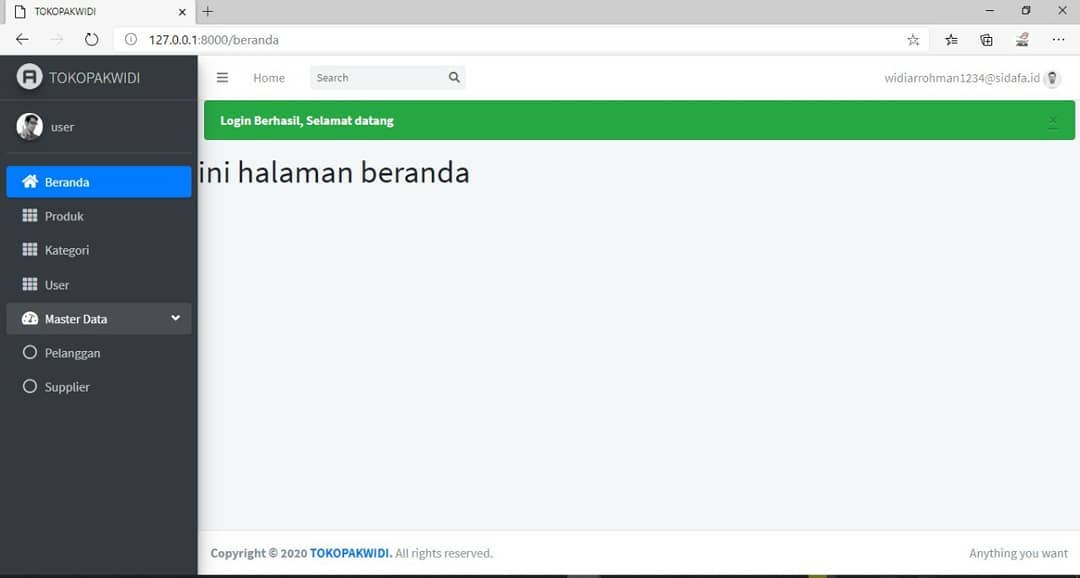 TOKOPAKWIDI
127.0.0.1:8000/beranda
TOKOPAKWIDI
Home
Search
widiarrohman1234@sidafa.id
user
Login Berhasil, Selamat datang
ini halaman beranda
Beranda
Produk
Kategori
User
Master Data
Pelanggan
Supplier
Copyright © 2020 TOKOPAKWIDI. All rights reserved.
Anything you want